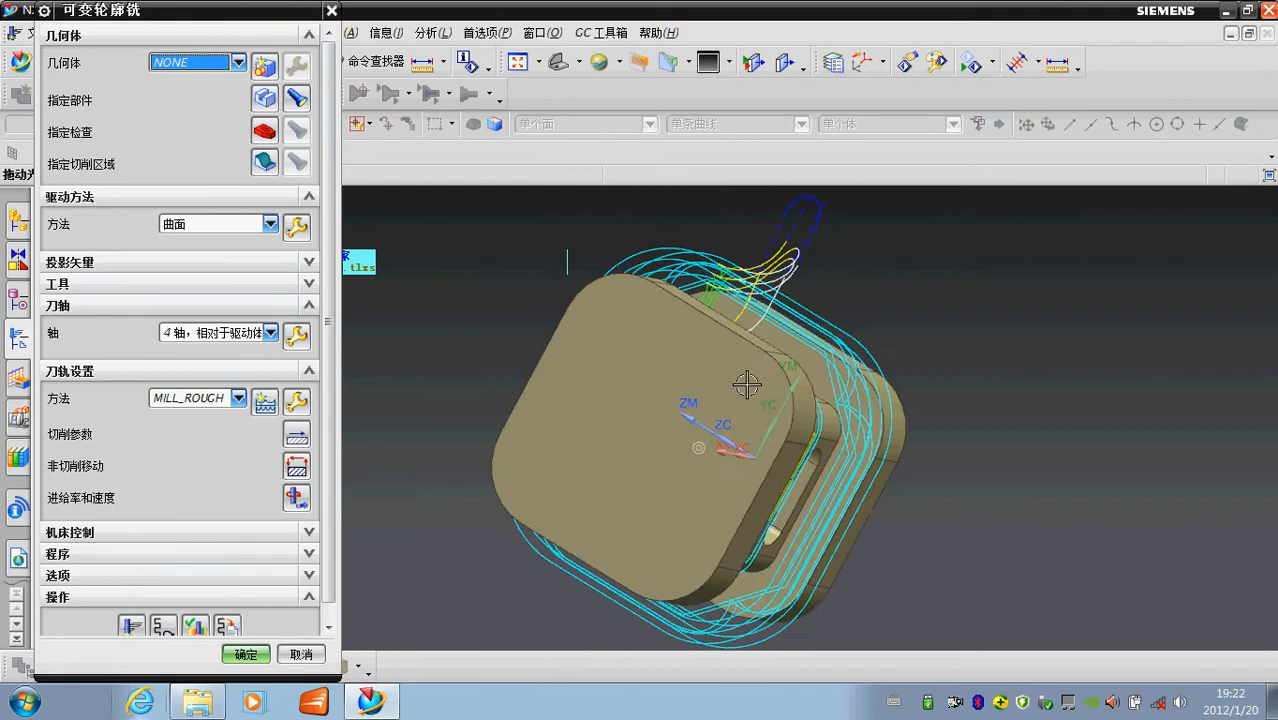 N
可变轮廓铣
SIEMENS
(A) 信息(I) 分析(L) 首选项(P) 窗口(O) GC 工具箱 帮助(H)
几何体
几何体 NONE
命令查找器
指定部件
指定检查
单个面 单条曲线 单个体
指定切削区域
拖动光
驱动方法
方法 曲面
投影矢量
家
.tlxs
工具
刀轴
轴 4 轴，相对于驱动体
刀轨设置
方法 MILL_ROUGH
YM
ZM
YC
ZC
切削参数
XC
非切削移动
进给率和速度
机床控制
程序
选项
操作
确定 取消
19:22
2012/1/20